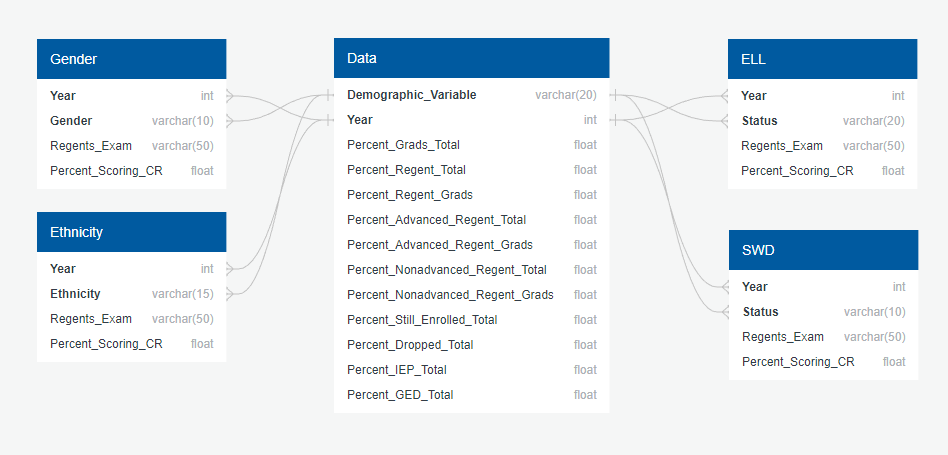 Gender
Year int
Gender varchar(10)
Regents_Exam varchar(50)
Percent_Scoring_CR float
Ethnicity
Year int
Ethnicity varchar(15)
Regents_Exam varchar(50)
Percent_Scoring_CR float
Data
Demographic_Variable varchar(20)
Year int
Percent_Grads_Total float
Percent_Regent_Total float
Percent_Regent_Grads float
Percent_Advanced_Regent_Total float
Percent_Advanced_Regent_Grads float
Percent_Nonadvanced_Regent_Total float
Percent_Nonadvanced_Regent_Grads float
Percent_Still_Enrolled_Total float
Percent_Dropped_Total float
Percent_IEP_Total float
Percent_GED_Total float
ELL
Year int
Status varchar(20)
Regents_Exam varchar(50)
Percent_Scoring_CR float
SWD
Year int
Status varchar(10)
Regents_Exam varchar(50)
Percent_Scoring_CR float